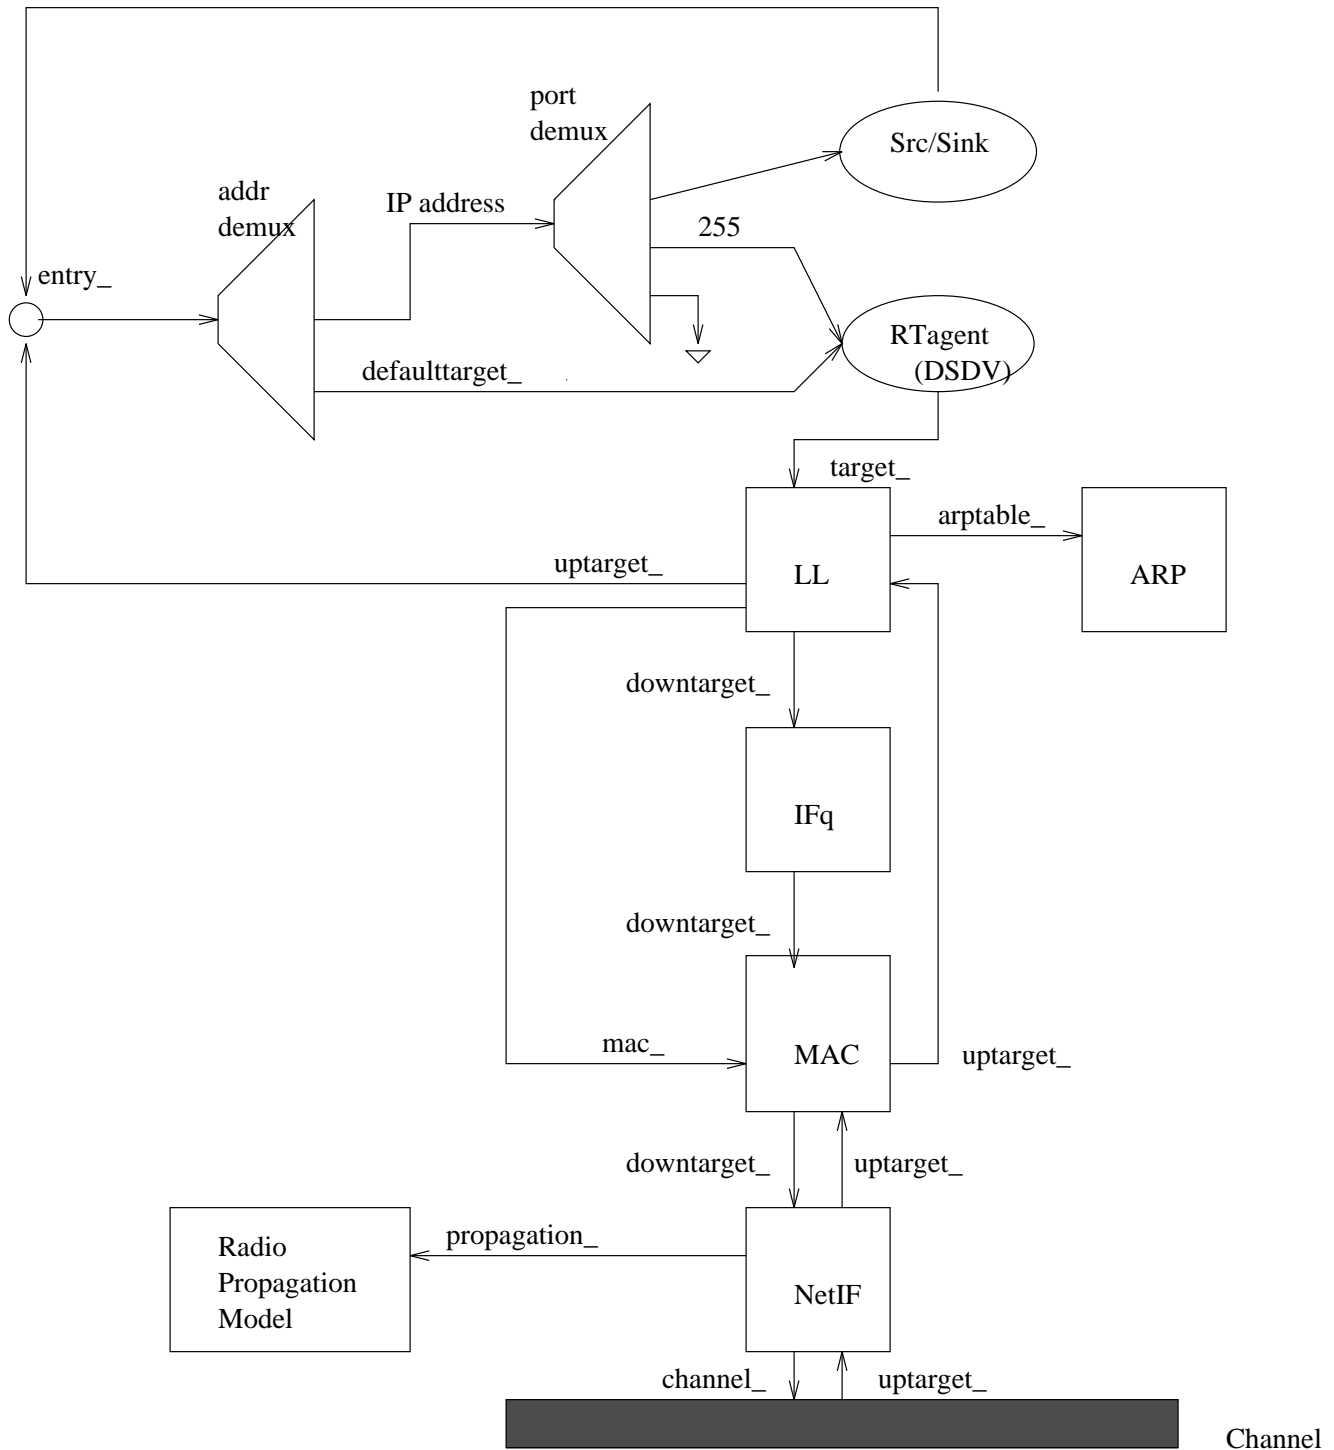 port
demux
Src/Sink
addr
demux
IP address
255
entry_
RTagent
(DSDV)
defaulttarget_
target_
arptable_
uptarget_
LL
ARP
downtarget_
IFq
downtarget_
mac_
MAC
uptarget_
downtarget_
uptarget_
propagation_
Radio
Propagation
Model
NetIF
channel_
uptarget_
Channel